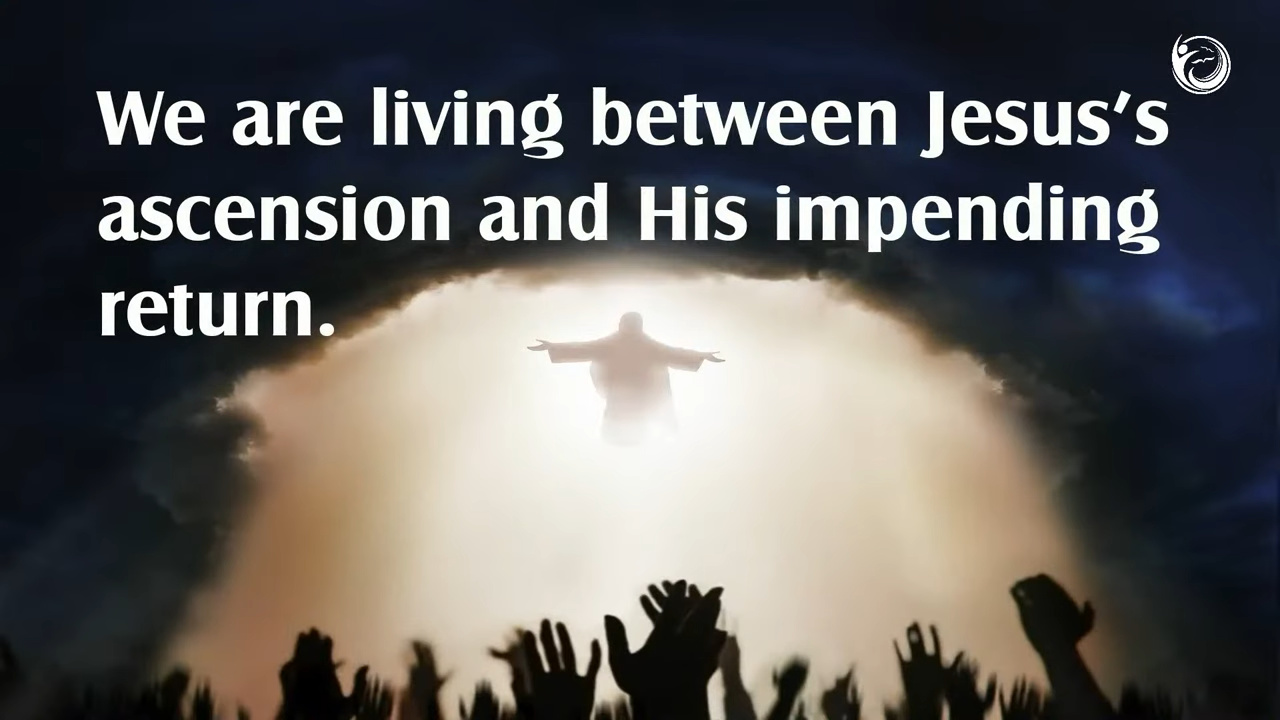 We are living between Jesus’s
ascension and His impending
return.